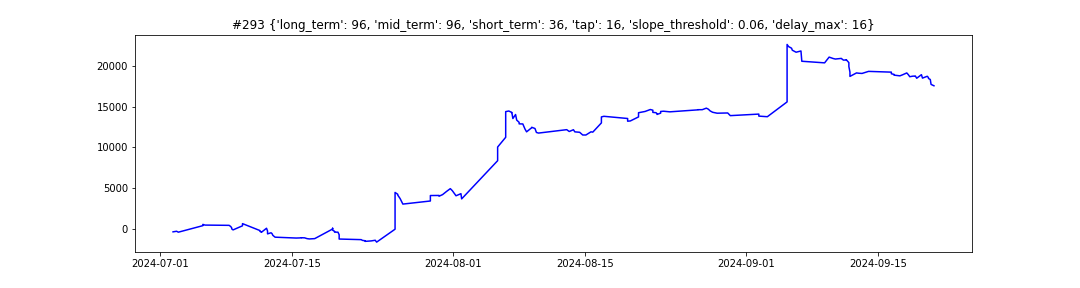 #293 {'long_term': 96, 'mid_term': 96, 'short_term': 36, 'tap': 16, 'slope_threshold': 0.06, 'delay_max': 16}
20000
15000
10000
5000
0
2024-07-01 2024-07-15 2024-08-01 2024-08-15 2024-09-01 2024-09-15